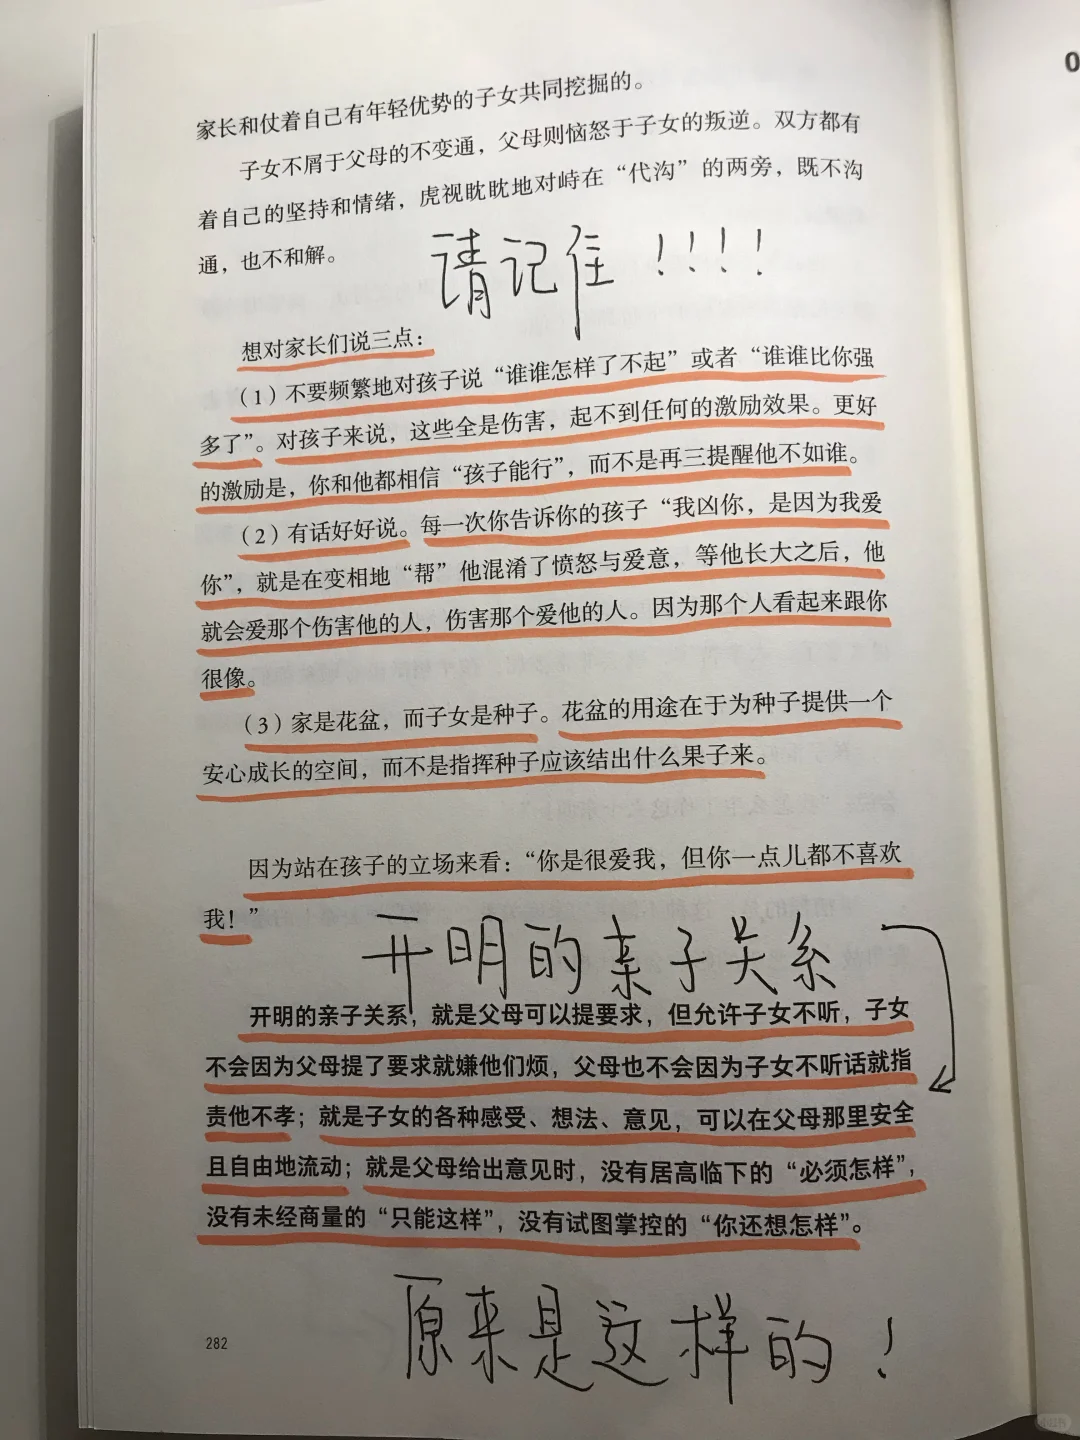 家长和仗着自己有年轻优势的子女共同挖掘的。
子女不屑于父母的不变通，父母则恼怒于子女的叛逆。双方都有
着自己的坚持和情绪，虎视眈眈地对峙在“代沟”的两旁，既不沟
通，也不和解。
请记住！！！！
想对家长们说三点：
（1）不要频繁地对孩子说“谁谁怎样了不起”或者“谁谁比你强
多了”。对孩子来说，这些全是伤害，起不到任何的激励效果。更好
的激励是，你和他都相信“孩子能行”，而不是再三提醒他不如谁。
（2）有话好好说。每一次你告诉你的孩子“我凶你，是因为我爱
你”，就是在变相地“帮”他混淆了愤怒与爱意，等他长大之后，他
就会爱那个伤害他的人，伤害那个爱他的人。因为那个人看起来跟你
很像。
（3）家是花盆，而子女是种子。花盆的用途在于为种子提供一个
安心成长的空间，而不是指挥种子应该结出什么果子来。
因为站在孩子的立场来看：“你是很爱我，但你一点儿都不喜欢
我！”
开明的亲子关系
开明的亲子关系，就是父母可以提要求，但允许子女不听，子女
不会因为父母提了要求就嫌他们烦，父母也不会因为子女不听话就指
责他不孝；就是子女的各种感受、想法、意见，可以在父母那里安全
且自由地流动；就是父母给出意见时，没有居高临下的“必须怎样”，
没有未经商量的“只能这样”，没有试图掌控的“你还想怎样”。
原来是这样的！
282
0